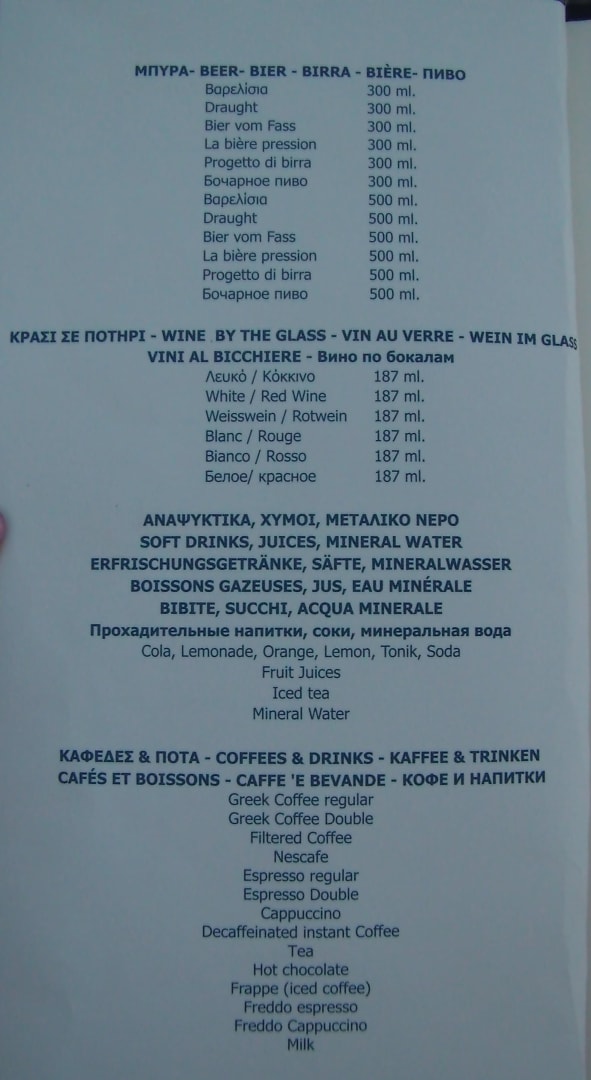 ΜΠΥΡΑ- BEER- BIER - BIRRA - BIÈRE- ПИВО
Βαρελίσια 300 ml.
Draught 300 ml.
Bier vom Fass 300 ml.
La bière pression 300 ml.
Progetto di birra 300 ml.
Бочарное пиво 300 ml.
Βαρελίσια 500 ml.
Draught 500 ml.
Bier vom Fass 500 ml.
La bière pression 500 ml.
Progetto di birra 500 ml.
Бочарное пиво 500 ml.
ΚΡΑΣΙ ΣΕ ΠΟΤΗΡΙ - WINE BY THE GLASS - VIN AU VERRE - WEIN IM GLASS
VINI AL BICCHIERE - Вино по бокалам
Λευκό / Κόκκινο 187 ml.
White / Red Wine 187 ml.
Weisswein / Rotwein 187 ml.
Blanc / Rouge 187 ml.
Bianco / Rosso 187 ml.
Белое/ красное 187 ml.
ΑΝΑΨΥΚΤΙΚΑ, ΧΥΜΟΙ, ΜΕΤΑΛΙΚΟ ΝΕΡΟ
SOFT DRINKS, JUICES, MINERAL WATER
ERFRISCHUNGSGETRÄNKE, SÄFTE, MINERALWASSER
BOISSONS GAZEUSES, JUS, EAU MINÉRALE
BIBITE, SUCCHI, ACQUA MINERALE
Прохадительные напитки, соки, минеральная вода
Cola, Lemonade, Orange, Lemon, Tonik, Soda
Fruit Juices
Iced tea
Mineral Water
ΚΑΦΕΔΕΣ & ΠΟΤΑ - COFFEES & DRINKS - KAFFEE & TRINKEN
CAFÉS ET BOISSONS - CAFFE 'E BEVANDE - КОФЕ И НАПИТКИ
Greek Coffee regular
Greek Coffee Double
Filtered Coffee
Nescafe
Espresso regular
Espresso Double
Cappuccino
Decaffeinated instant Coffee
Tea
Hot chocolate
Frappe (iced coffee)
Freddo espresso
Freddo Cappuccino
Milk